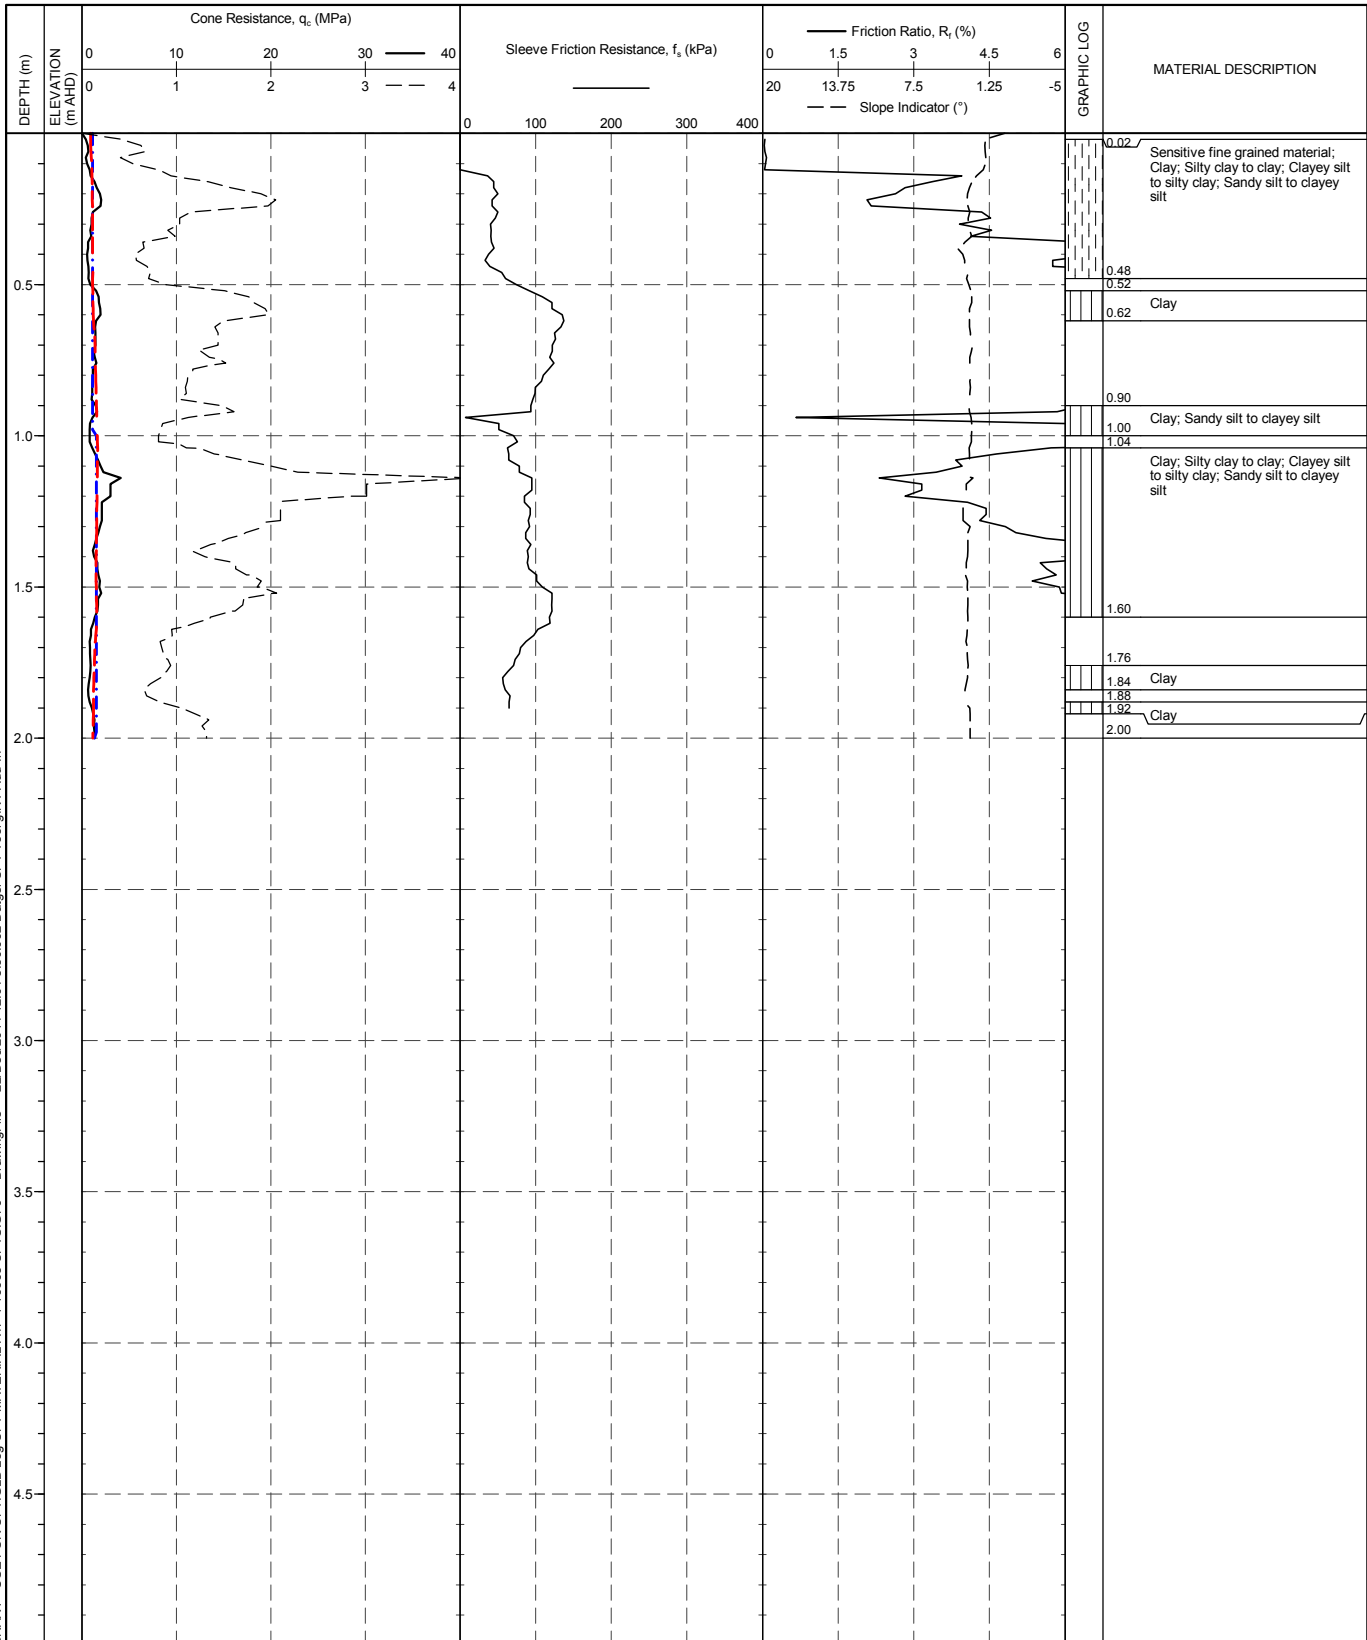 DEPTH (m)
ELEVATION
(m AHD)
Cone Resistance, qc (MPa)
0 10 20 30 40
0 1 2 3 4
Sleeve Friction Resistance, fs (kPa)
0 100 200 300 400
Friction Ratio, Rf (%)
0 1.5 3 4.5 6
20 13.75 7.5 1.25 -5
Slope Indicator (°)
GRAPHIC LOG
MATERIAL DESCRIPTION
0.02
Sensitive fine grained material;
Clay; Silty clay to clay; Clayey silt
to silty clay; Sandy silt to clayey
silt
0.48
0.5
0.52
Clay
0.62
0.90
Clay; Sandy silt to clayey silt
1.00
1.0
1.04
Clay; Silty clay to clay; Clayey silt
to silty clay; Sandy silt to clayey
silt
1.5
1.60
1.76
Clay
1.84
1.88
1.92
Clay
2.00
2.0
2.5
3.0
3.5
4.0
4.5